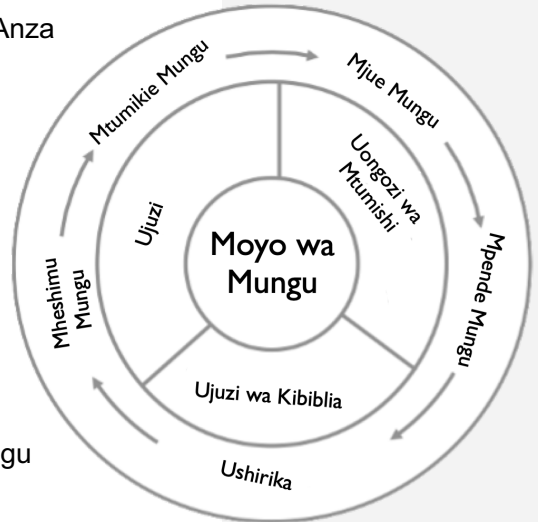 Anza
Mtumikie Mungu
Mjue Mungu
Uongozi wa
Mtumishi
Ujuzi
Moyo wa
Mungu
Mpende Mungu
Mheshimu
Mungu
Ujuzi wa Kibiblia
Ushirika
gu